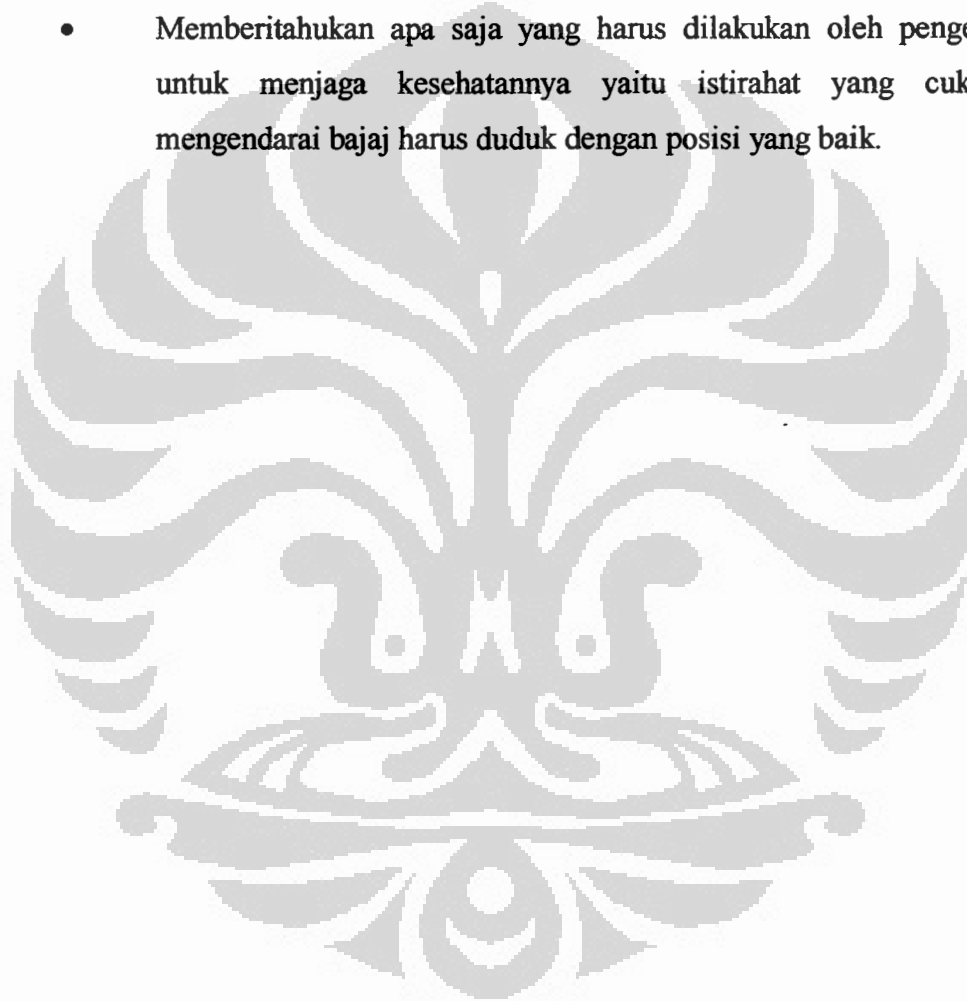 • Memberitahukan apa saja yang harus dilakukan oleh penge
untuk menjaga kesehatannya yaitu istirahat yang cuk
mengendarai bajaj harus duduk dengan posisi yang baik.